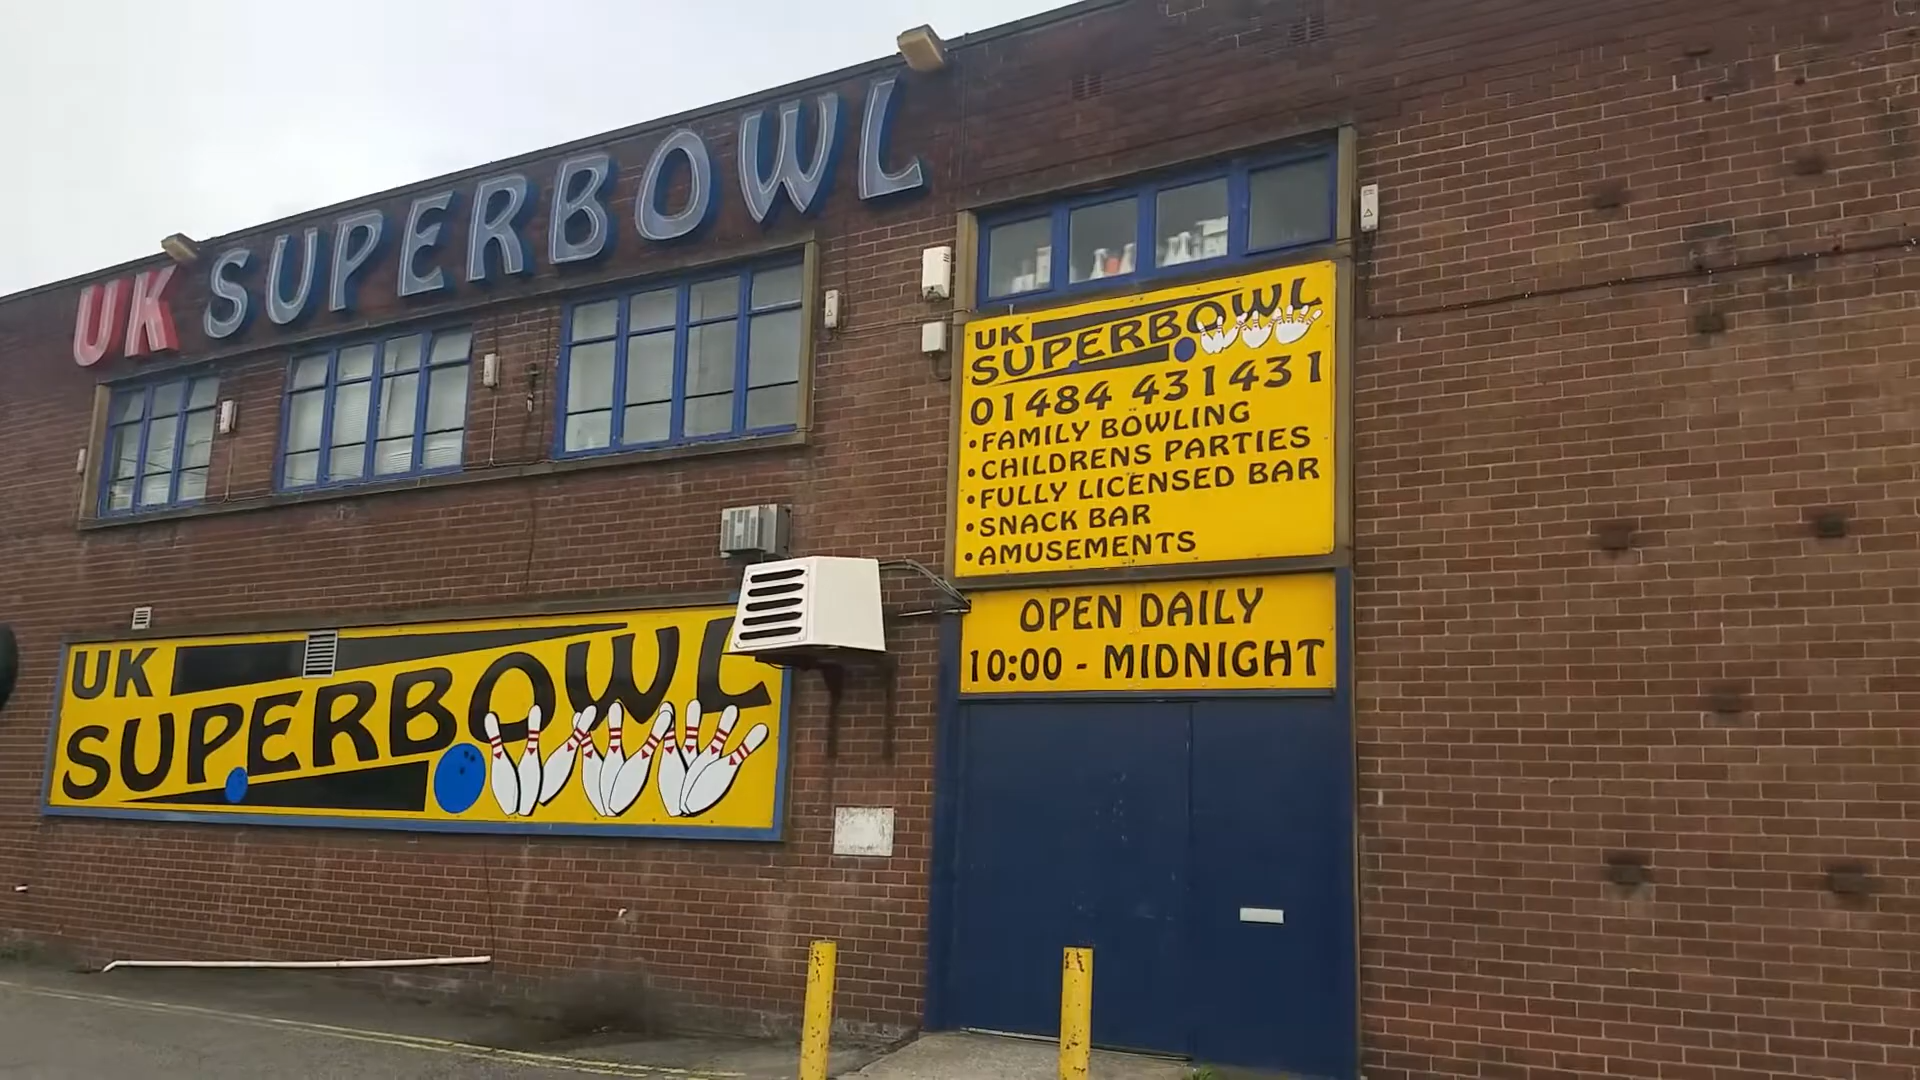 UK SUPERBOWL
UK
SUPERBOWL
01484 431431
•FAMILY BOWLING
•CHILDRENS PARTIES
•FULLY LICENSED BAR
•SNACK BAR
•AMUSEMENTS
OPEN DAILY
10:00 - MIDNIGHT
UK
SUPERBOWL